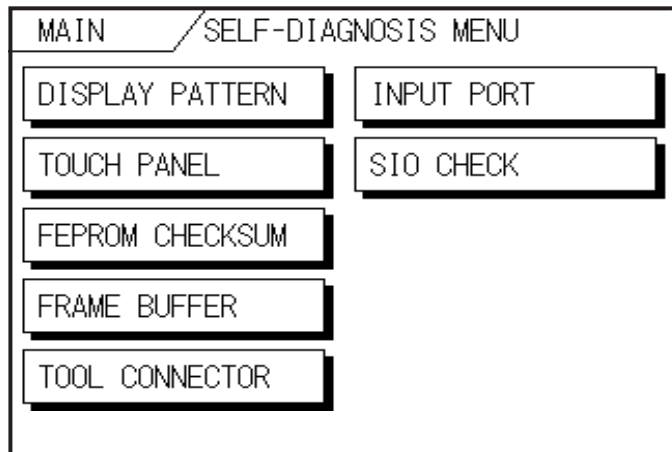 MAIN SELF-DIAGNOSIS MENU
DISPLAY PATTERN INPUT PORT
TOUCH PANEL SIO CHECK
FEPROM CHECKSUM
FRAME BUFFER
TOOL CONNECTOR